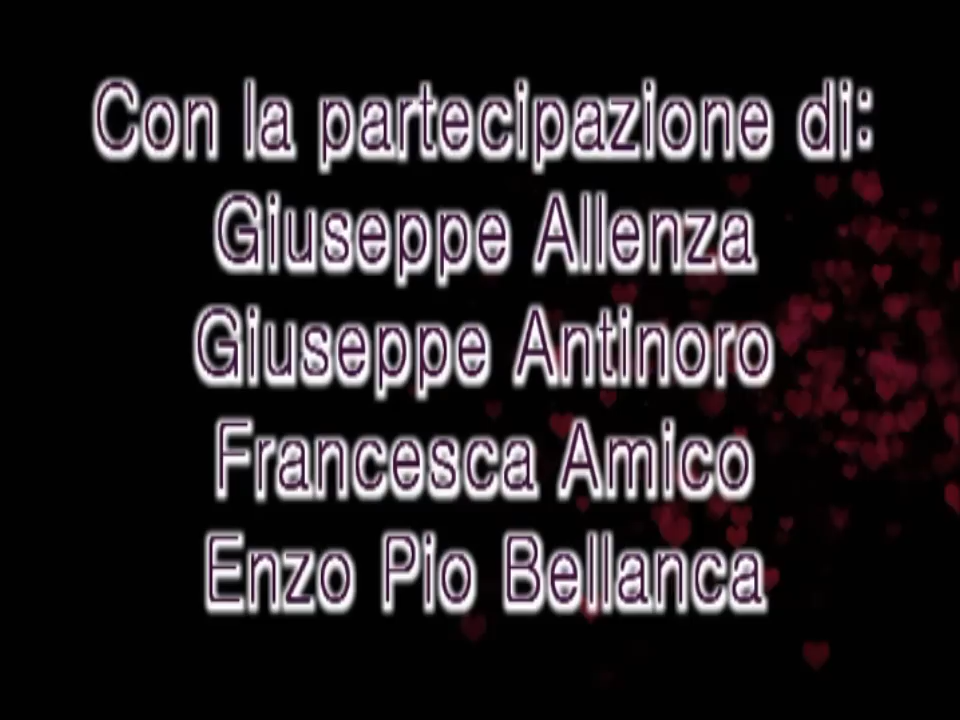 Con la partecipazione di:
Giuseppe Allenza
Giuseppe Antinoro
Francesca Amico
Enzo Pio Bellanca